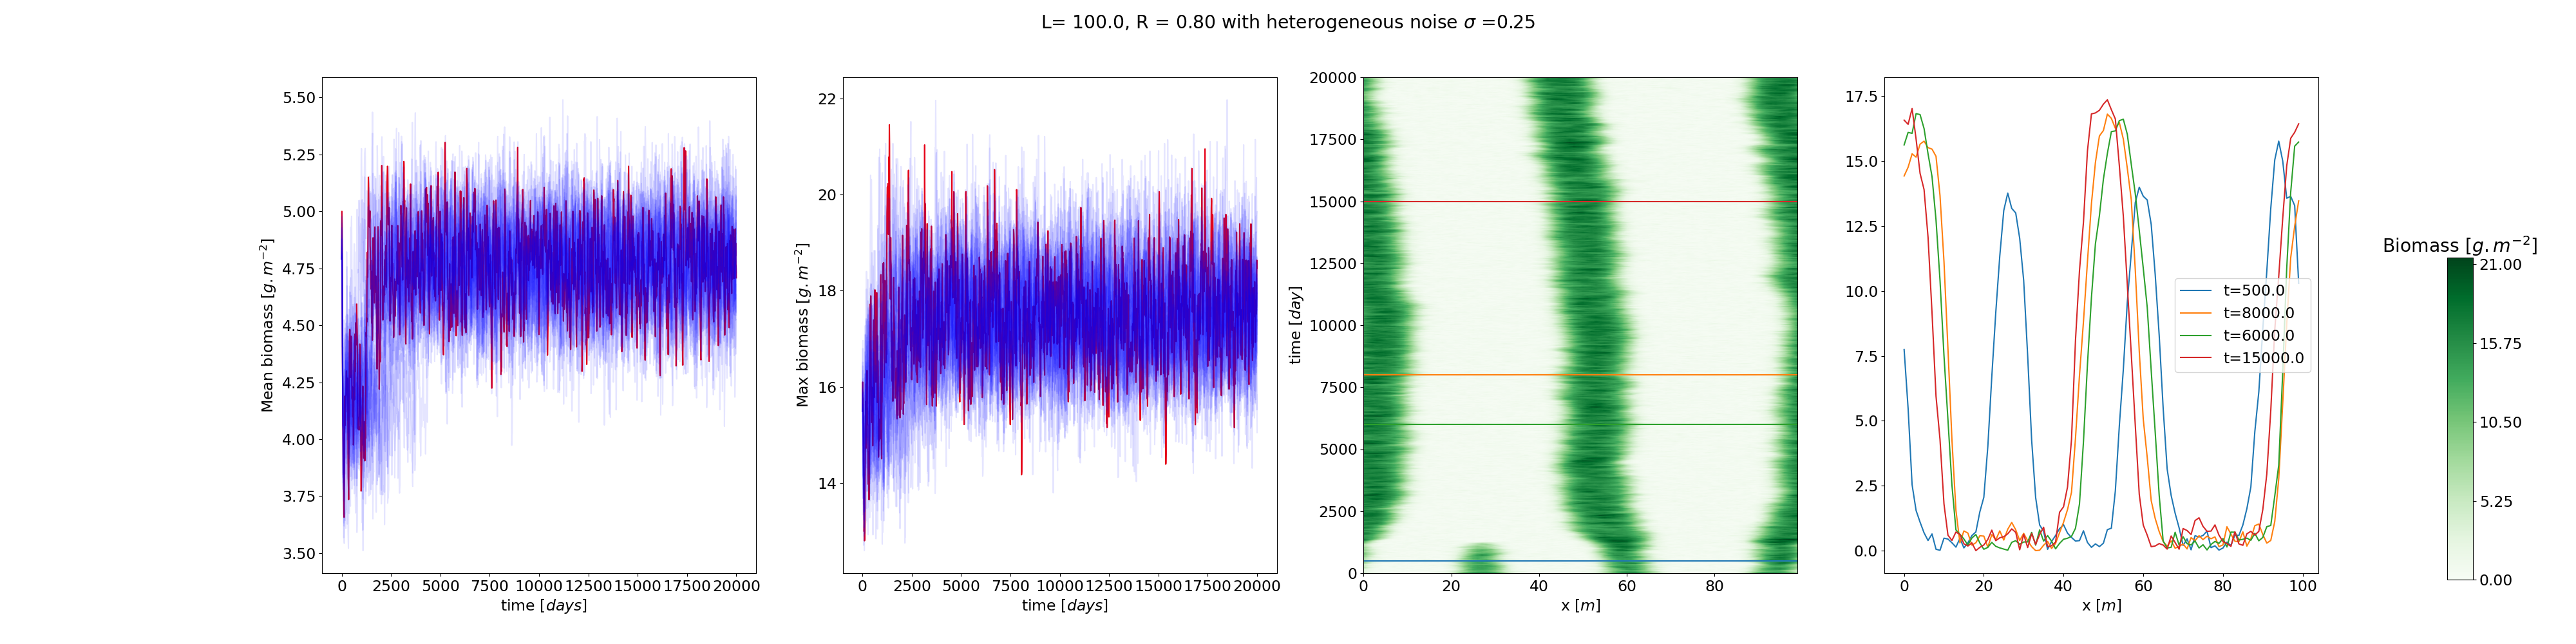 L= 100.0, R = 0.80 with heterogeneous noise σ =0.25
Mean biomass [g.m⁻²]
5.50
5.25
5.00
4.75
4.50
4.25
4.00
3.75
3.50
0 2500 5000 7500 10000 12500 15000 17500 20000
time [days]
Max biomass [g.m⁻²]
22
20
18
16
14
0 2500 5000 7500 10000 12500 15000 17500 20000
time [days]
time [day]
20000
17500
15000
12500
10000
7500
5000
2500
0
0 20 40 60 80
x [m]
17.5
15.0
12.5
10.0
7.5
5.0
2.5
0.0
0 20 40 60 80 100
x [m]
t=500.0
t=8000.0
t=6000.0
t=15000.0
Biomass [g.m⁻²]
21.00
15.75
10.50
5.25
0.00